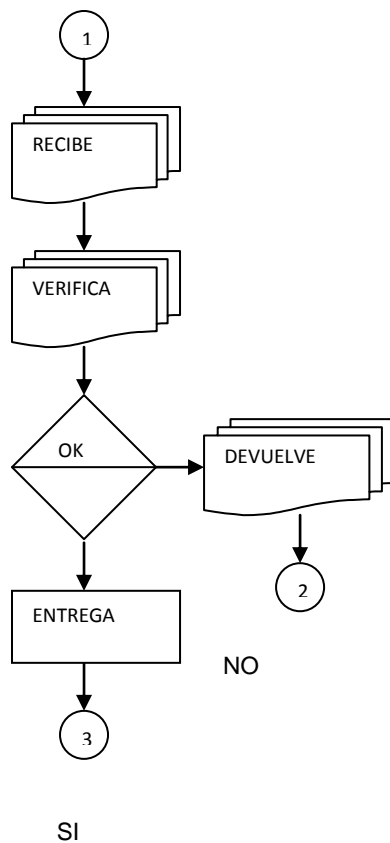 1
RECIBE
VERIFICA
OK
DEVUELVE
2
ENTREGA
NO
3
SI